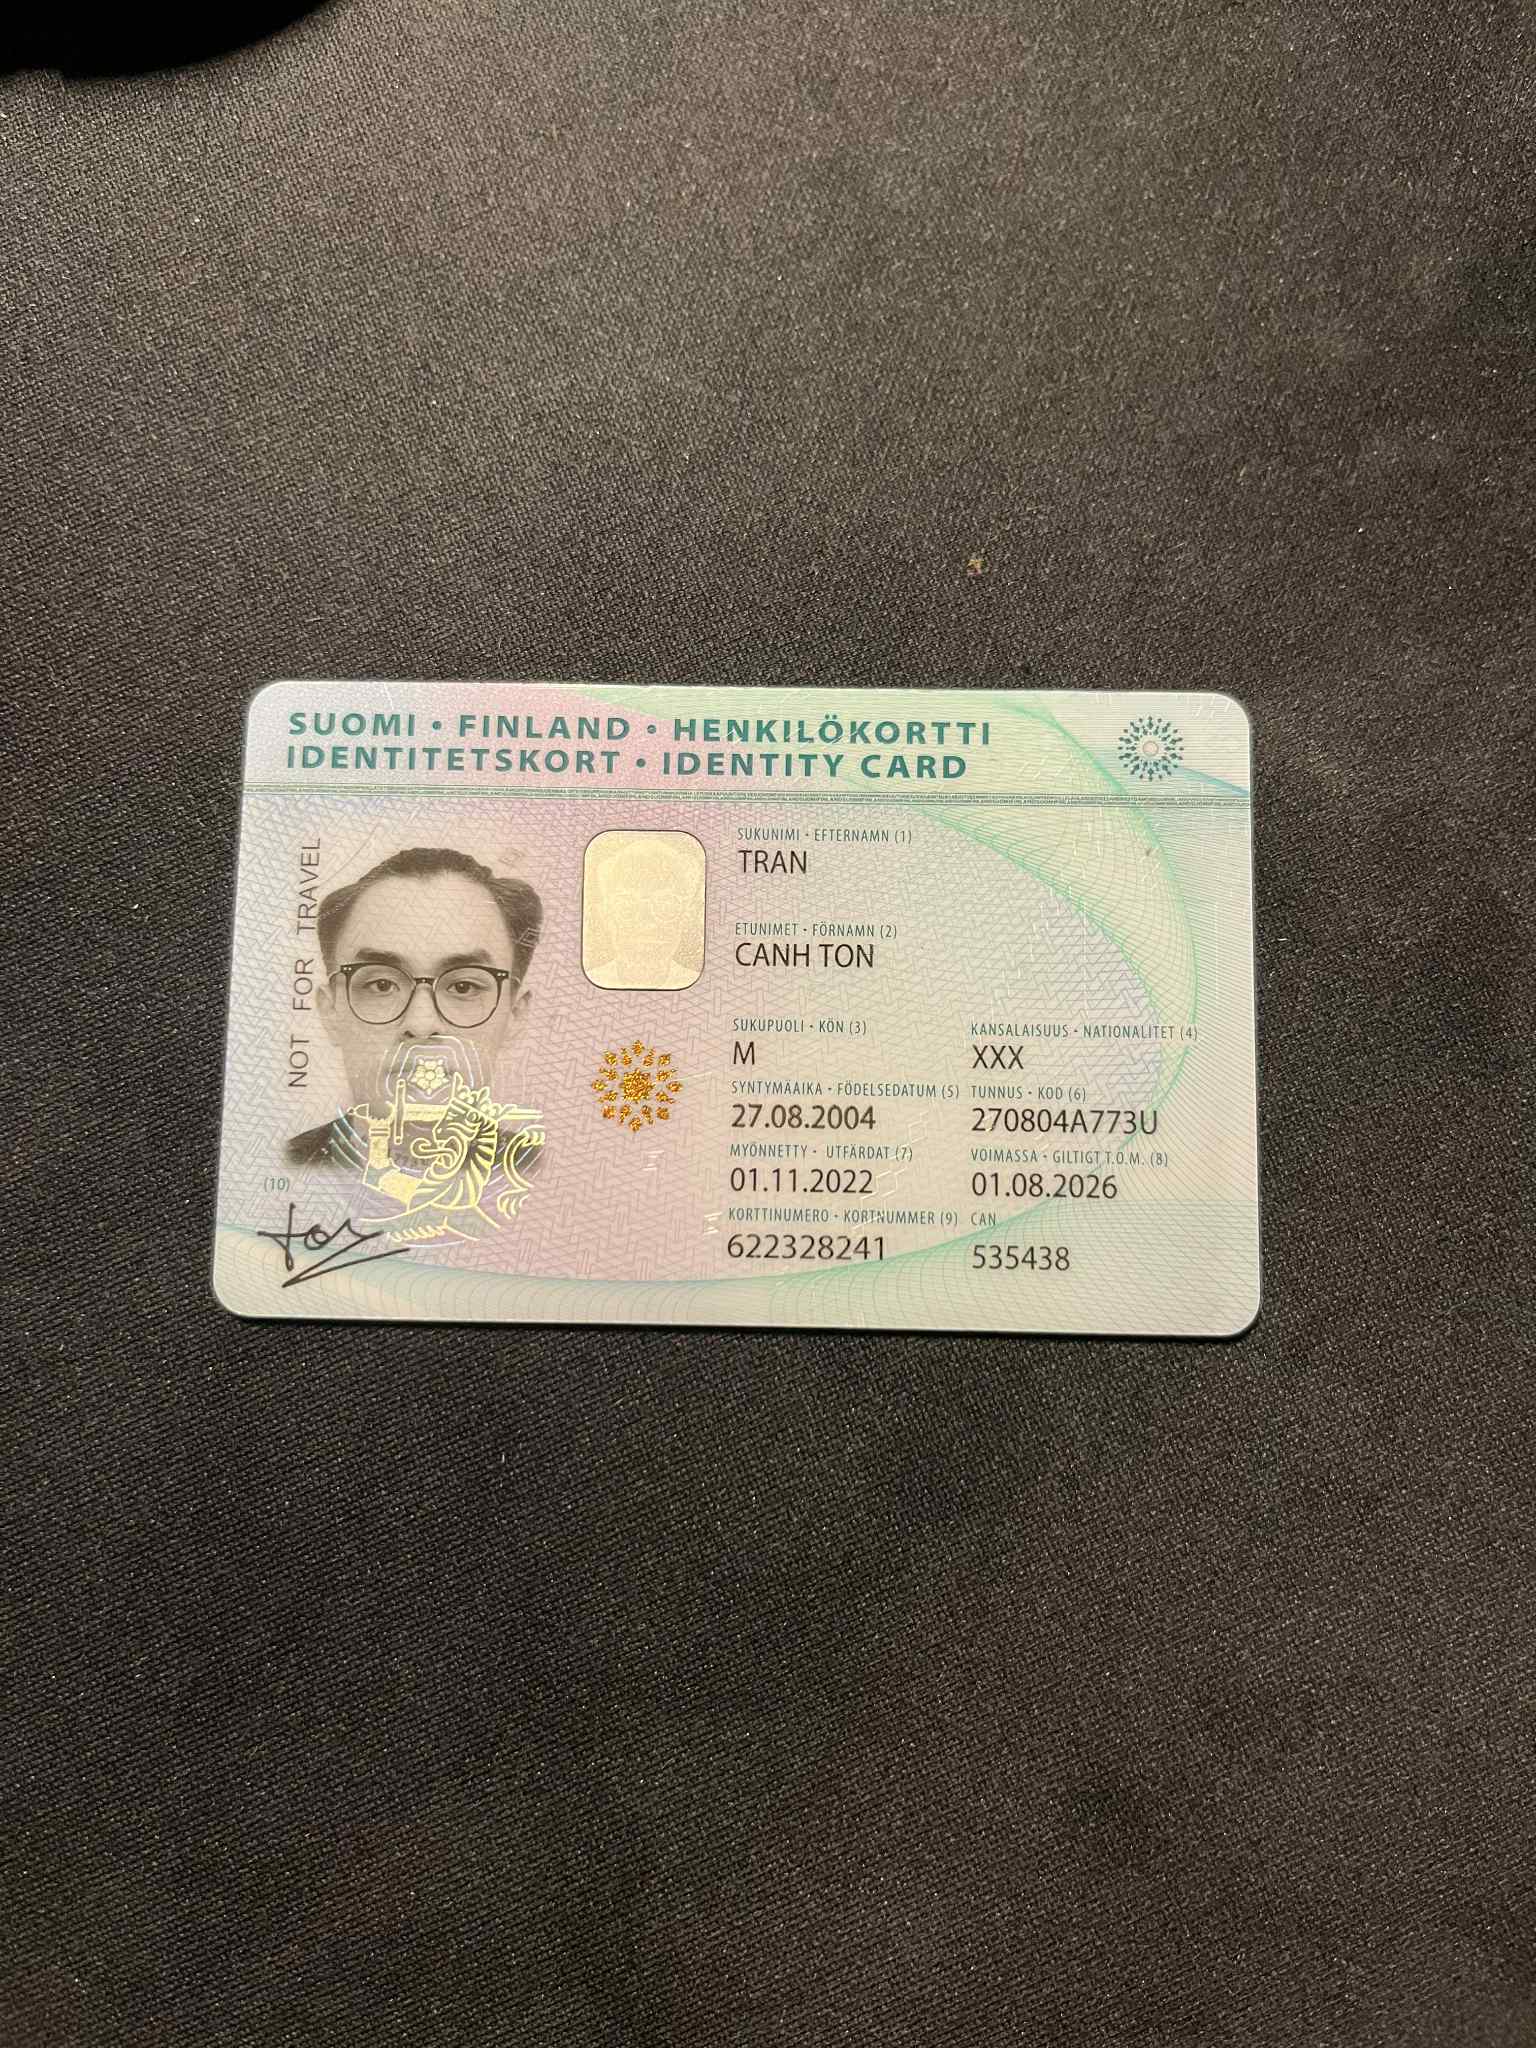 SUOMI • FINLAND • HENKILÖKORTTI
IDENTITETSKORT • IDENTITY CARD
NOT FOR TRAVEL
SUKUNIMI • EFTERNAMN (1)
TRAN
ETUNIMET • FÖRNAMN (2)
CANH TON
SUKUPUOLI • KÖN (3) KANSALAISUUS • NATIONALITET (4)
M XXX
SYNTYMÄAIKA • FÖDELSEDATUM (5) TUNNUS • KOD (6)
27.08.2004 270804A773U
MYÖNNETTY • UTFÄRDAT (7) VOIMASSA • GILTIGT T.O.M. (8)
01.11.2022 01.08.2026
KORTTINUMERO • KORTNUMMER (9) CAN
622328241 535438
(10)